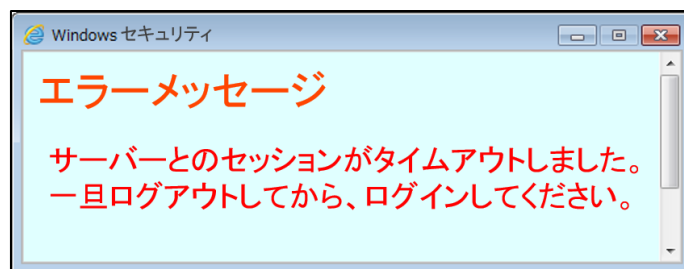 Windows セキュリティ
エラーメッセージ
サーバーとのセッションがタイムアウトしました。
一旦ログアウトしてから、ログインしてください。